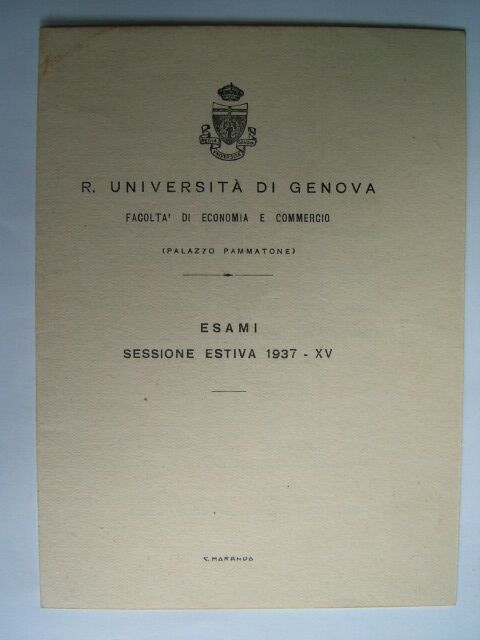 R. UNIVERSITÀ DI GENOVA
FACOLTA' DI ECONOMIA E COMMERCIO
(PALAZZO PAMMATONE)
ESAMI
SESSIONE ESTIVA 1937 - XV